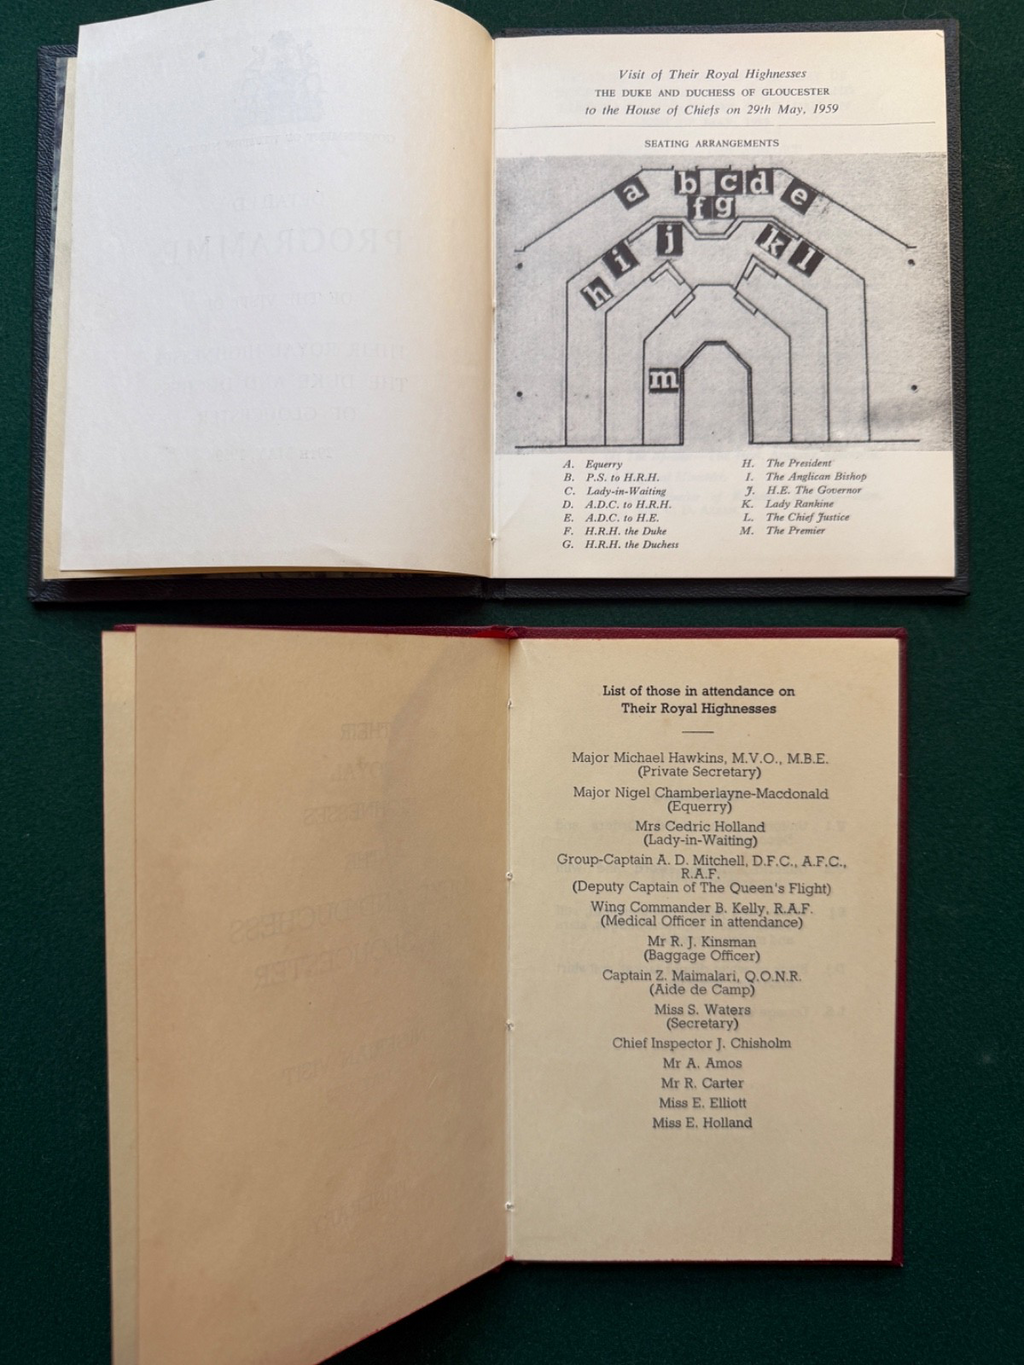 Visit of Their Royal Highnesses
THE DUKE AND DUCHESS OF GLOUCESTER
to the House of Chiefs on 29th May, 1959
SEATING ARRANGEMENTS
a b c d e
f g
h i j k l
m
A. Equerry
B. P.S. to H.R.H.
C. Lady-in-Waiting
D. A.D.C. to H.R.H.
E. A.D.C. to H.E.
F. H.R.H. the Duke
G. H.R.H. the Duchess
H. The President
I. The Anglican Bishop
J. H.E. The Governor
K. Lady Rankine
L. The Chief Justice
M. The Premier
List of those in attendance on
Their Royal Highnesses
Major Michael Hawkins, M.V.O., M.B.E.
(Private Secretary)
Major Nigel Chamberlayne-Macdonald
(Equerry)
Mrs Cedric Holland
(Lady-in-Waiting)
Group-Captain A. D. Mitchell, D.F.C., A.F.C.,
R.A.F.
(Deputy Captain of The Queen's Flight)
Wing Commander B. Kelly, R.A.F.
(Medical Officer in attendance)
Mr R. J. Kinsman
(Baggage Officer)
Captain Z. Maimalari, Q.O.N.R.
(Aide de Camp)
Miss S. Waters
(Secretary)
Chief Inspector J. Chisholm
Mr A. Amos
Mr R. Carter
Miss E. Elliott
Miss E. Holland